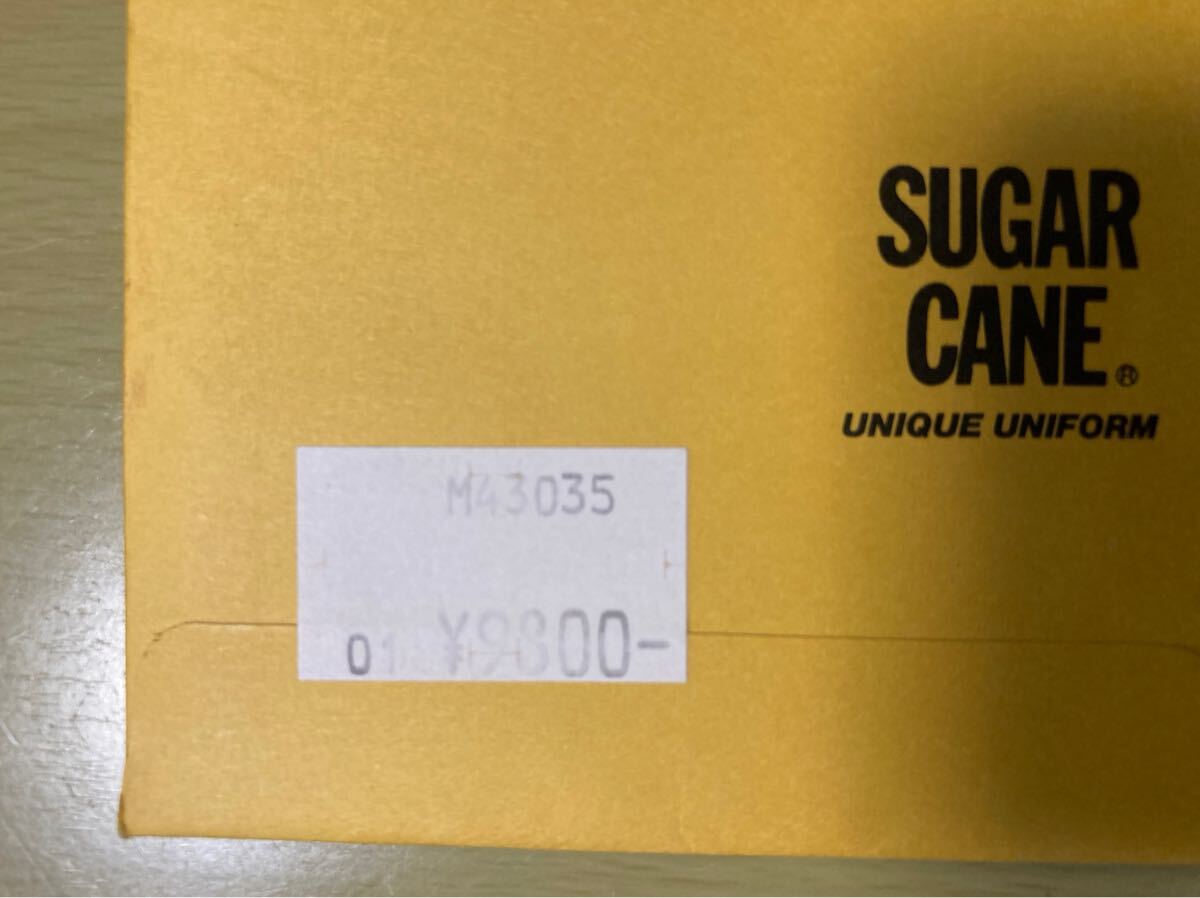 SUGAR
CANE®
UNIQUE UNIFORM
M43035
01 ¥9800-